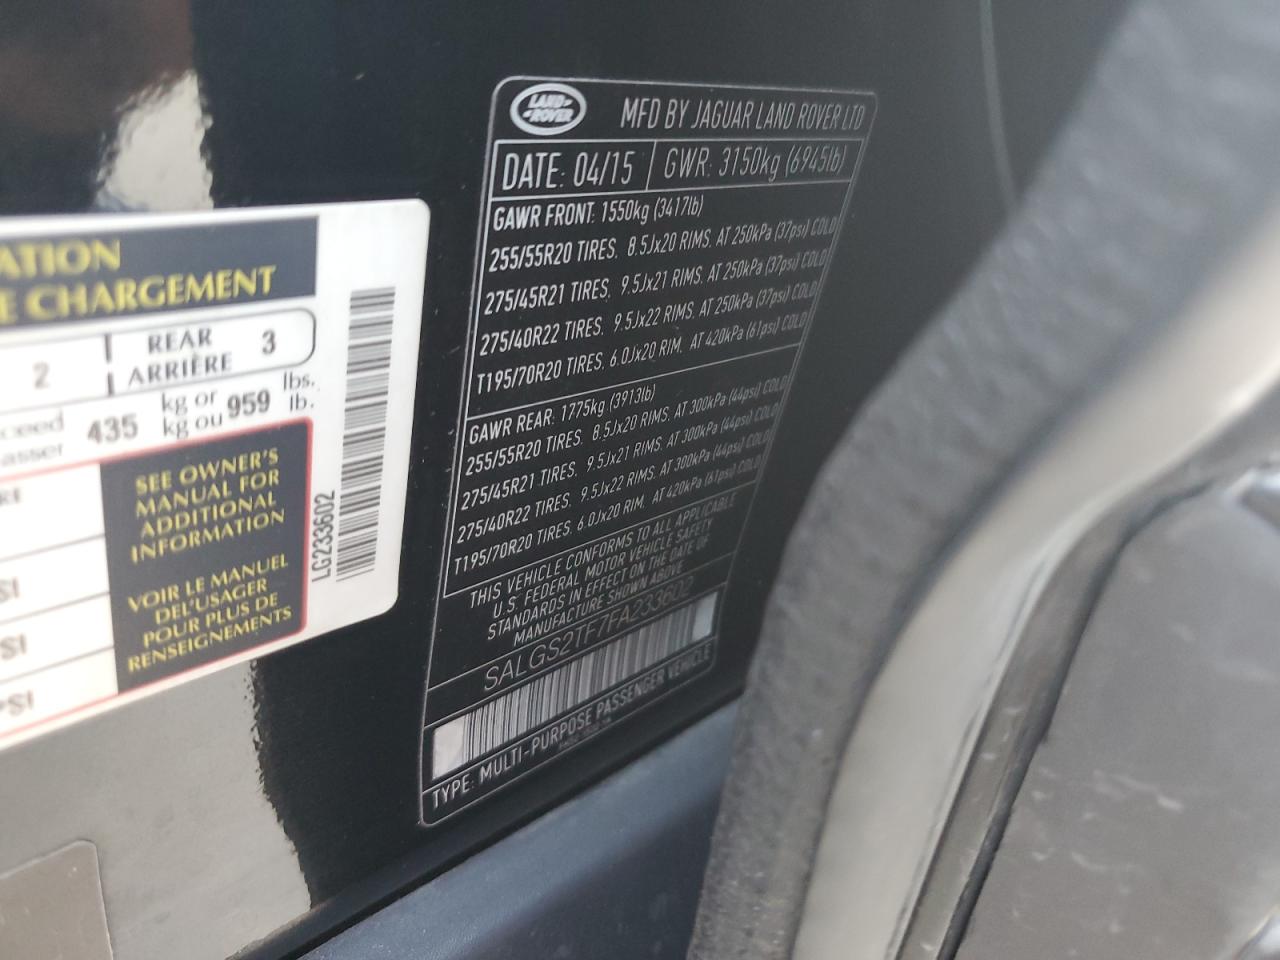 ATION
E CHARGEMENT
2
REAR
ARRIÈRE
3
435 kg or
kg ou 959 lbs.
lb.
SEE OWNER'S
MANUAL FOR
ADDITIONAL
INFORMATION
VOIR LE MANUEL
DEL'USAGER
POUR PLUS DE
RENSEIGNEMENTS
SI
SI
PSI
LG233602
LAND-
-ROVER
MFD BY JAGUAR LAND ROVER LTD
DATE: 04/15
GWR: 3150kg (6945lb)
GAWR FRONT: 1550kg (3417lb)
255/55R20 TIRES, 8.5Jx20 RIMS. AT 250kPa (37psi) COLD
275/45R21 TIRES, 9.5Jx21 RIMS. AT 250kPa (37psi) COLD
275/40R22 TIRES, 9.5Jx22 RIMS. AT 250kPa (37psi) COLD
T195/70R20 TIRES, 6.0Jx20 RIM, AT 420kPa (61psi) COLD
GAWR REAR: 1775kg (3913lb)
255/55R20 TIRES, 8.5Jx20 RIMS. AT 300kPa (44psi) COLD
275/45R21 TIRES, 9.5Jx21 RIMS. AT 300kPa (44psi) COLD
275/40R22 TIRES, 9.5Jx22 RIMS. AT 300kPa (44psi) COLD
T195/70R20 TIRES, 6.0Jx20 RIM, AT 420kPa (61psi) COLD
THIS VEHICLE CONFORMS TO ALL APPLICABLE
U.S. FEDERAL MOTOR VEHICLE SAFETY
STANDARDS IN EFFECT ON THE DATE OF
MANUFACTURE SHOWN ABOVE
SALGS2TF7FA233602
TYPE: MULTI-PURPOSE PASSENGER VEHICLE